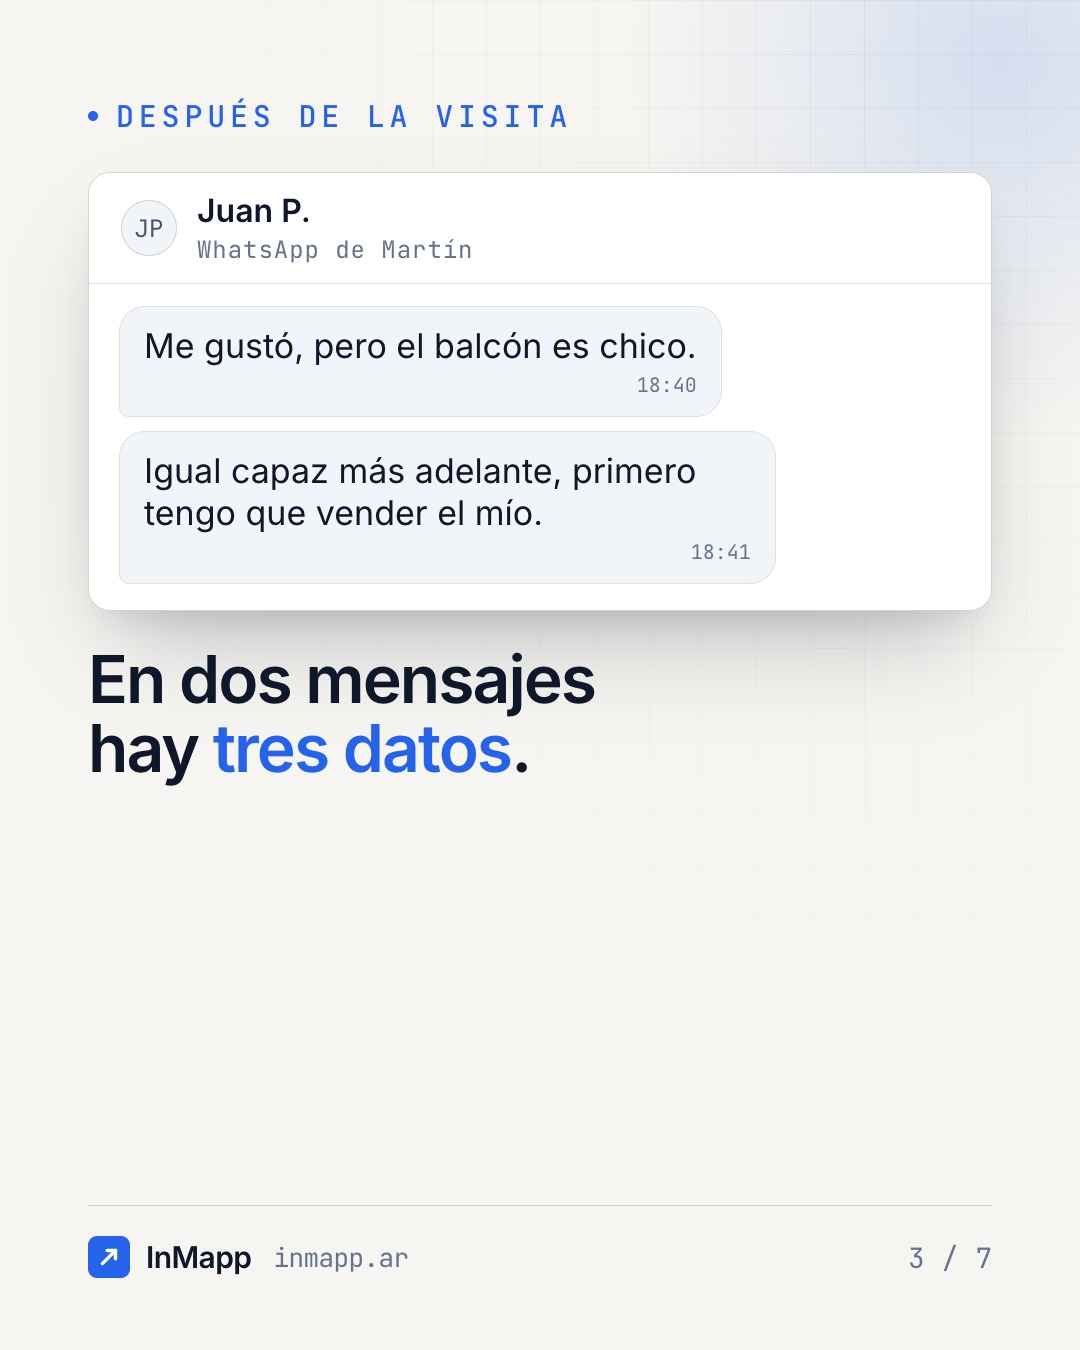 • DESPUÉS DE LA VISITA
JP
Juan P.
WhatsApp de Martín
Me gustó, pero el balcón es chico.
18:40
Igual capaz más adelante, primero
tengo que vender el mío.
18:41
En dos mensajes
hay tres datos.
InMapp inmapp.ar
3 / 7